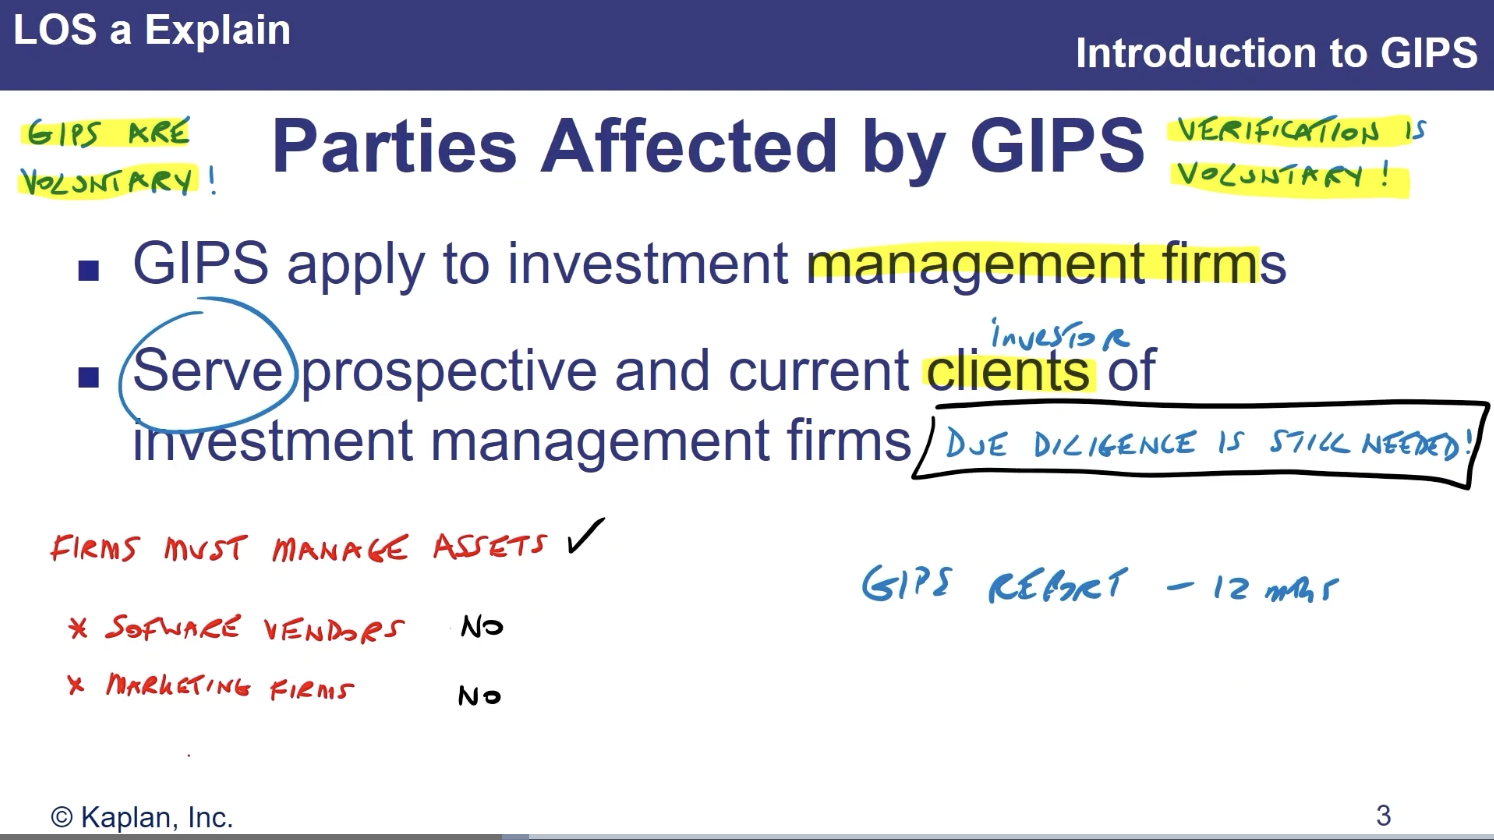 LOS a Explain
Introduction to GIPS
GIPS ARE
VOLUNTARY!
Parties Affected by GIPS
VERIFICATION IS
VOLUNTARY!
■ GIPS apply to investment management firms
INVESTOR
■ Serve prospective and current clients of
investment management firms
DUE DILIGENCE IS STILL NEEDED!
FIRMS MUST MANAGE ASSETS ✓
* SOFWARE VENDORS NO
* MARKETING FIRMS NO
GIPS REPORT - 12 mths
© Kaplan, Inc.
3